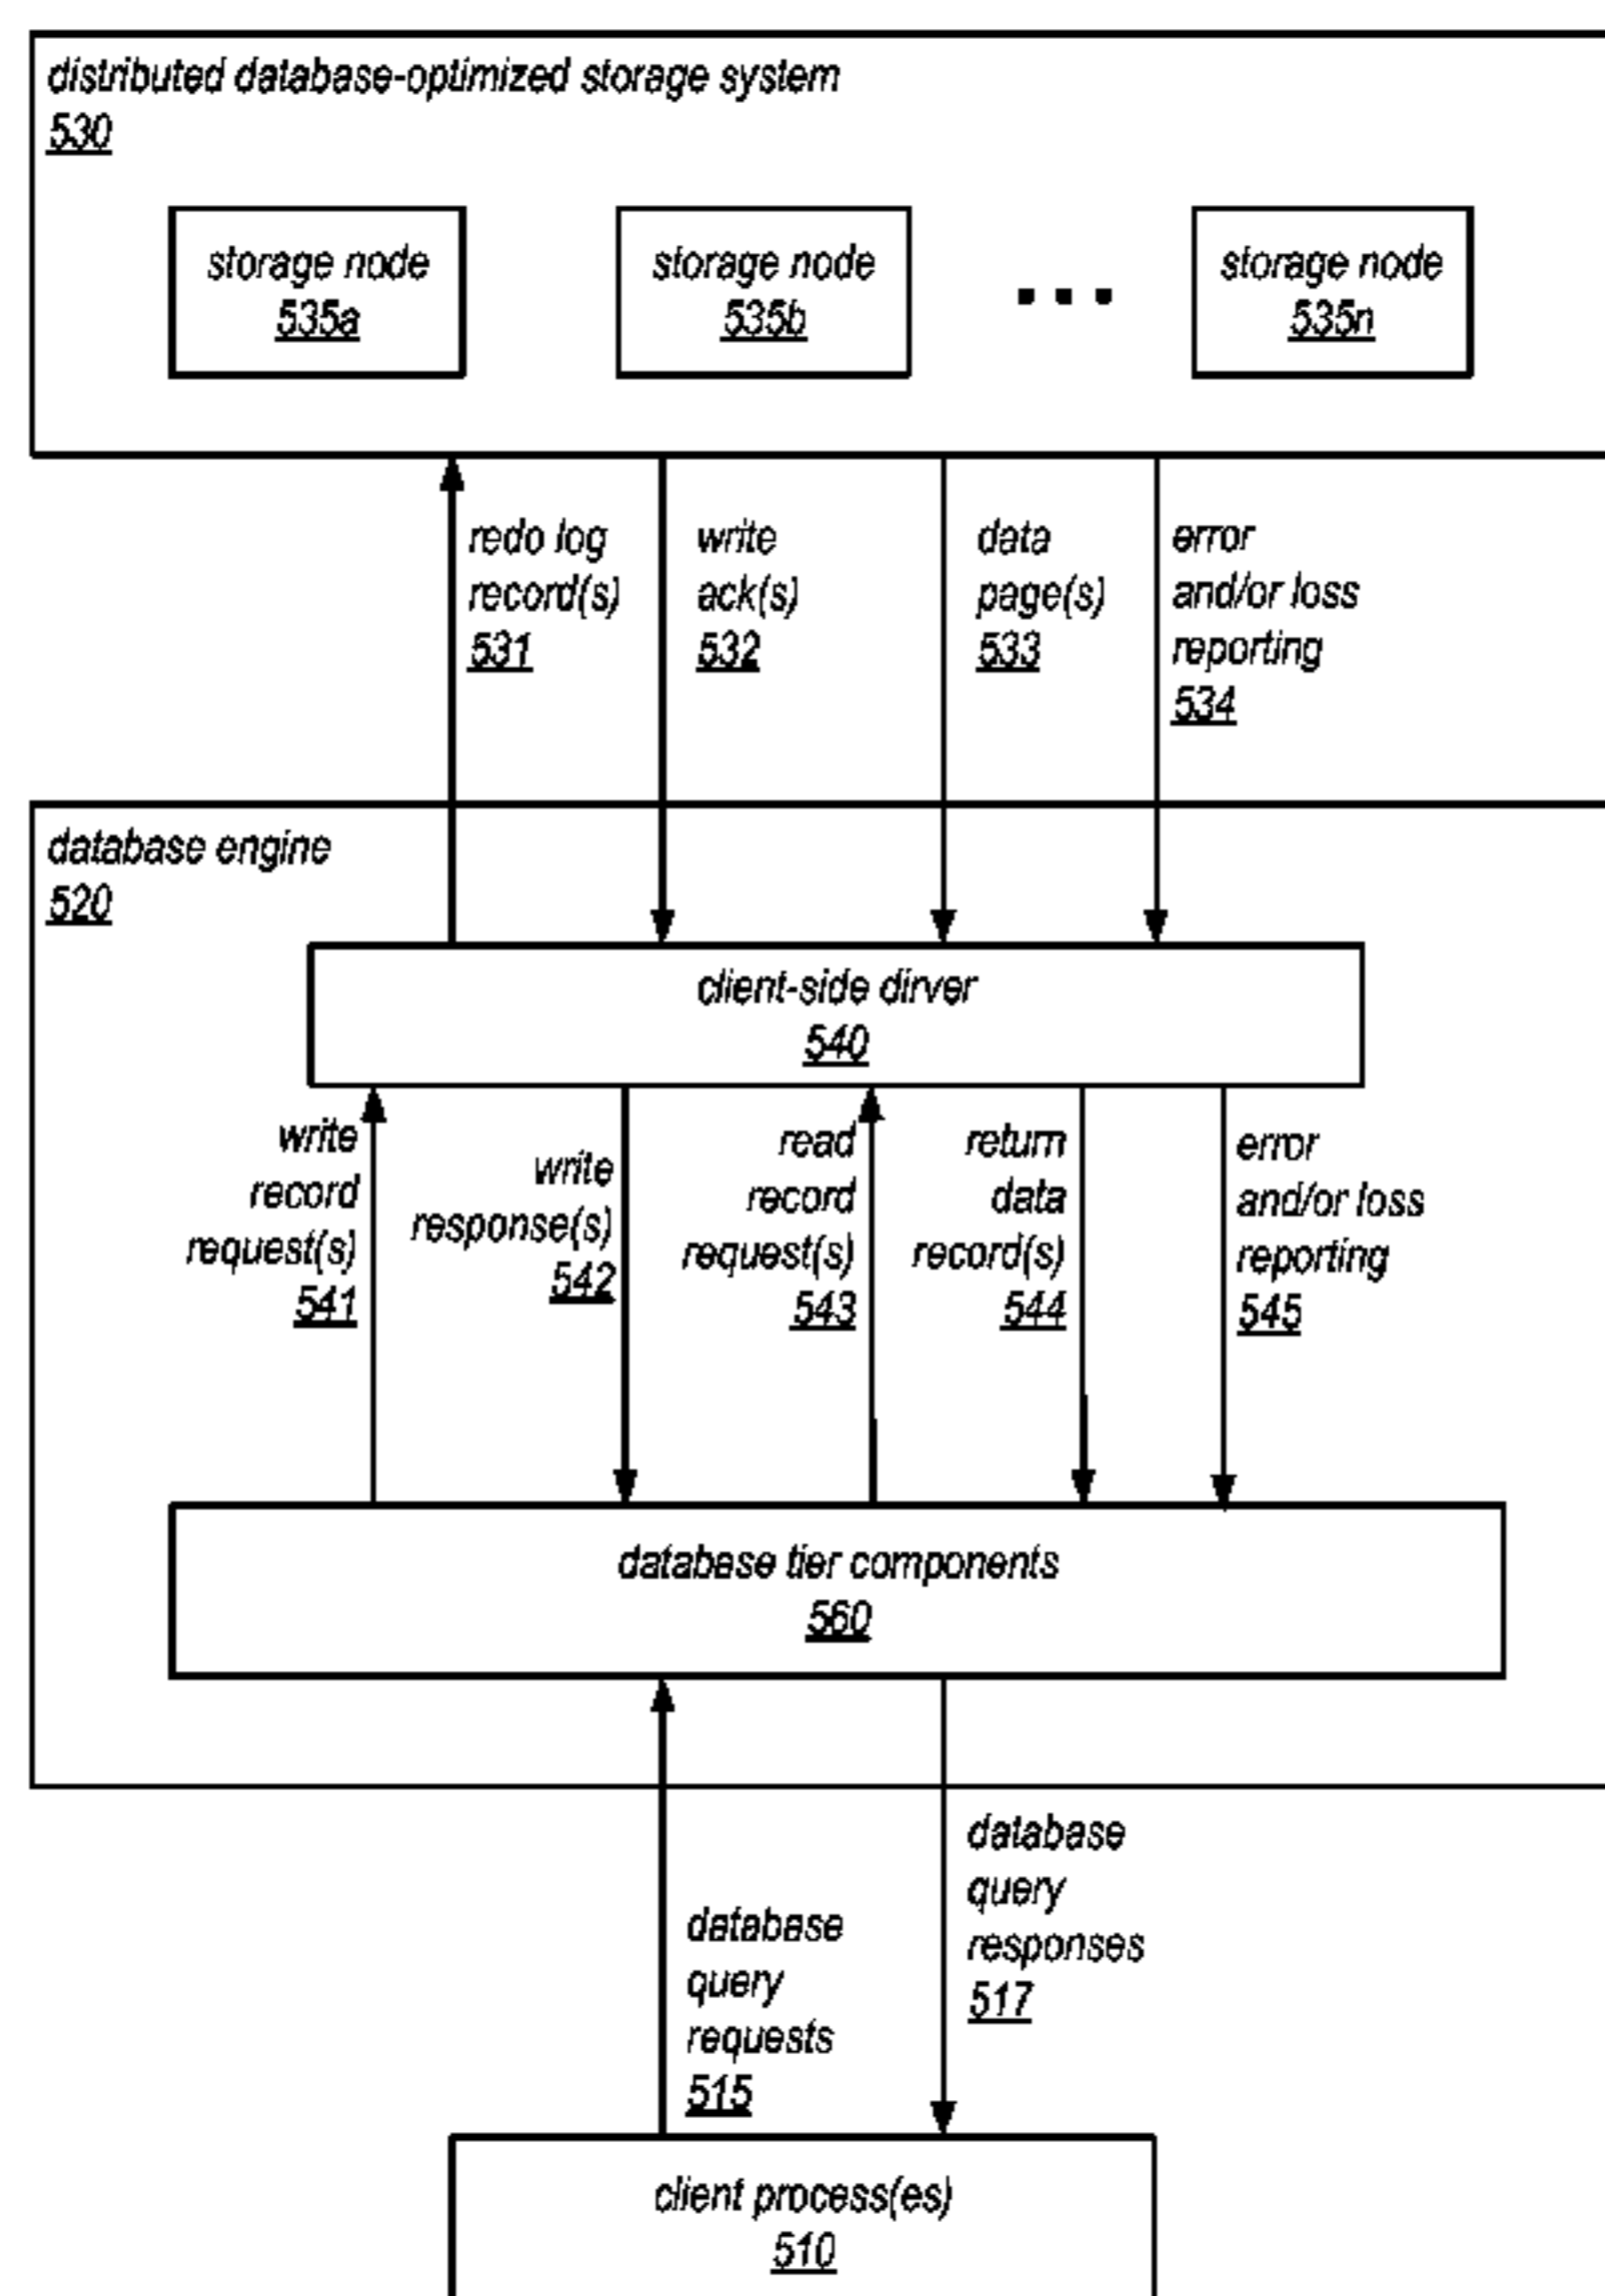 distributed database-optimized storage system
530
storage node
535a
storage node
535b
storage node
535n
redo log
record(s)
531
write
ack(s)
532
data
page(s)
533
error
and/or loss
reporting
534
database engine
520
client-side dirver
540
write
record
request(s)
541
write
response(s)
542
read
record
request(s)
543
return
data
record(s)
544
error
and/or loss
reporting
545
database tier components
560
database
query
requests
515
database
query
responses
517
client process(es)
510